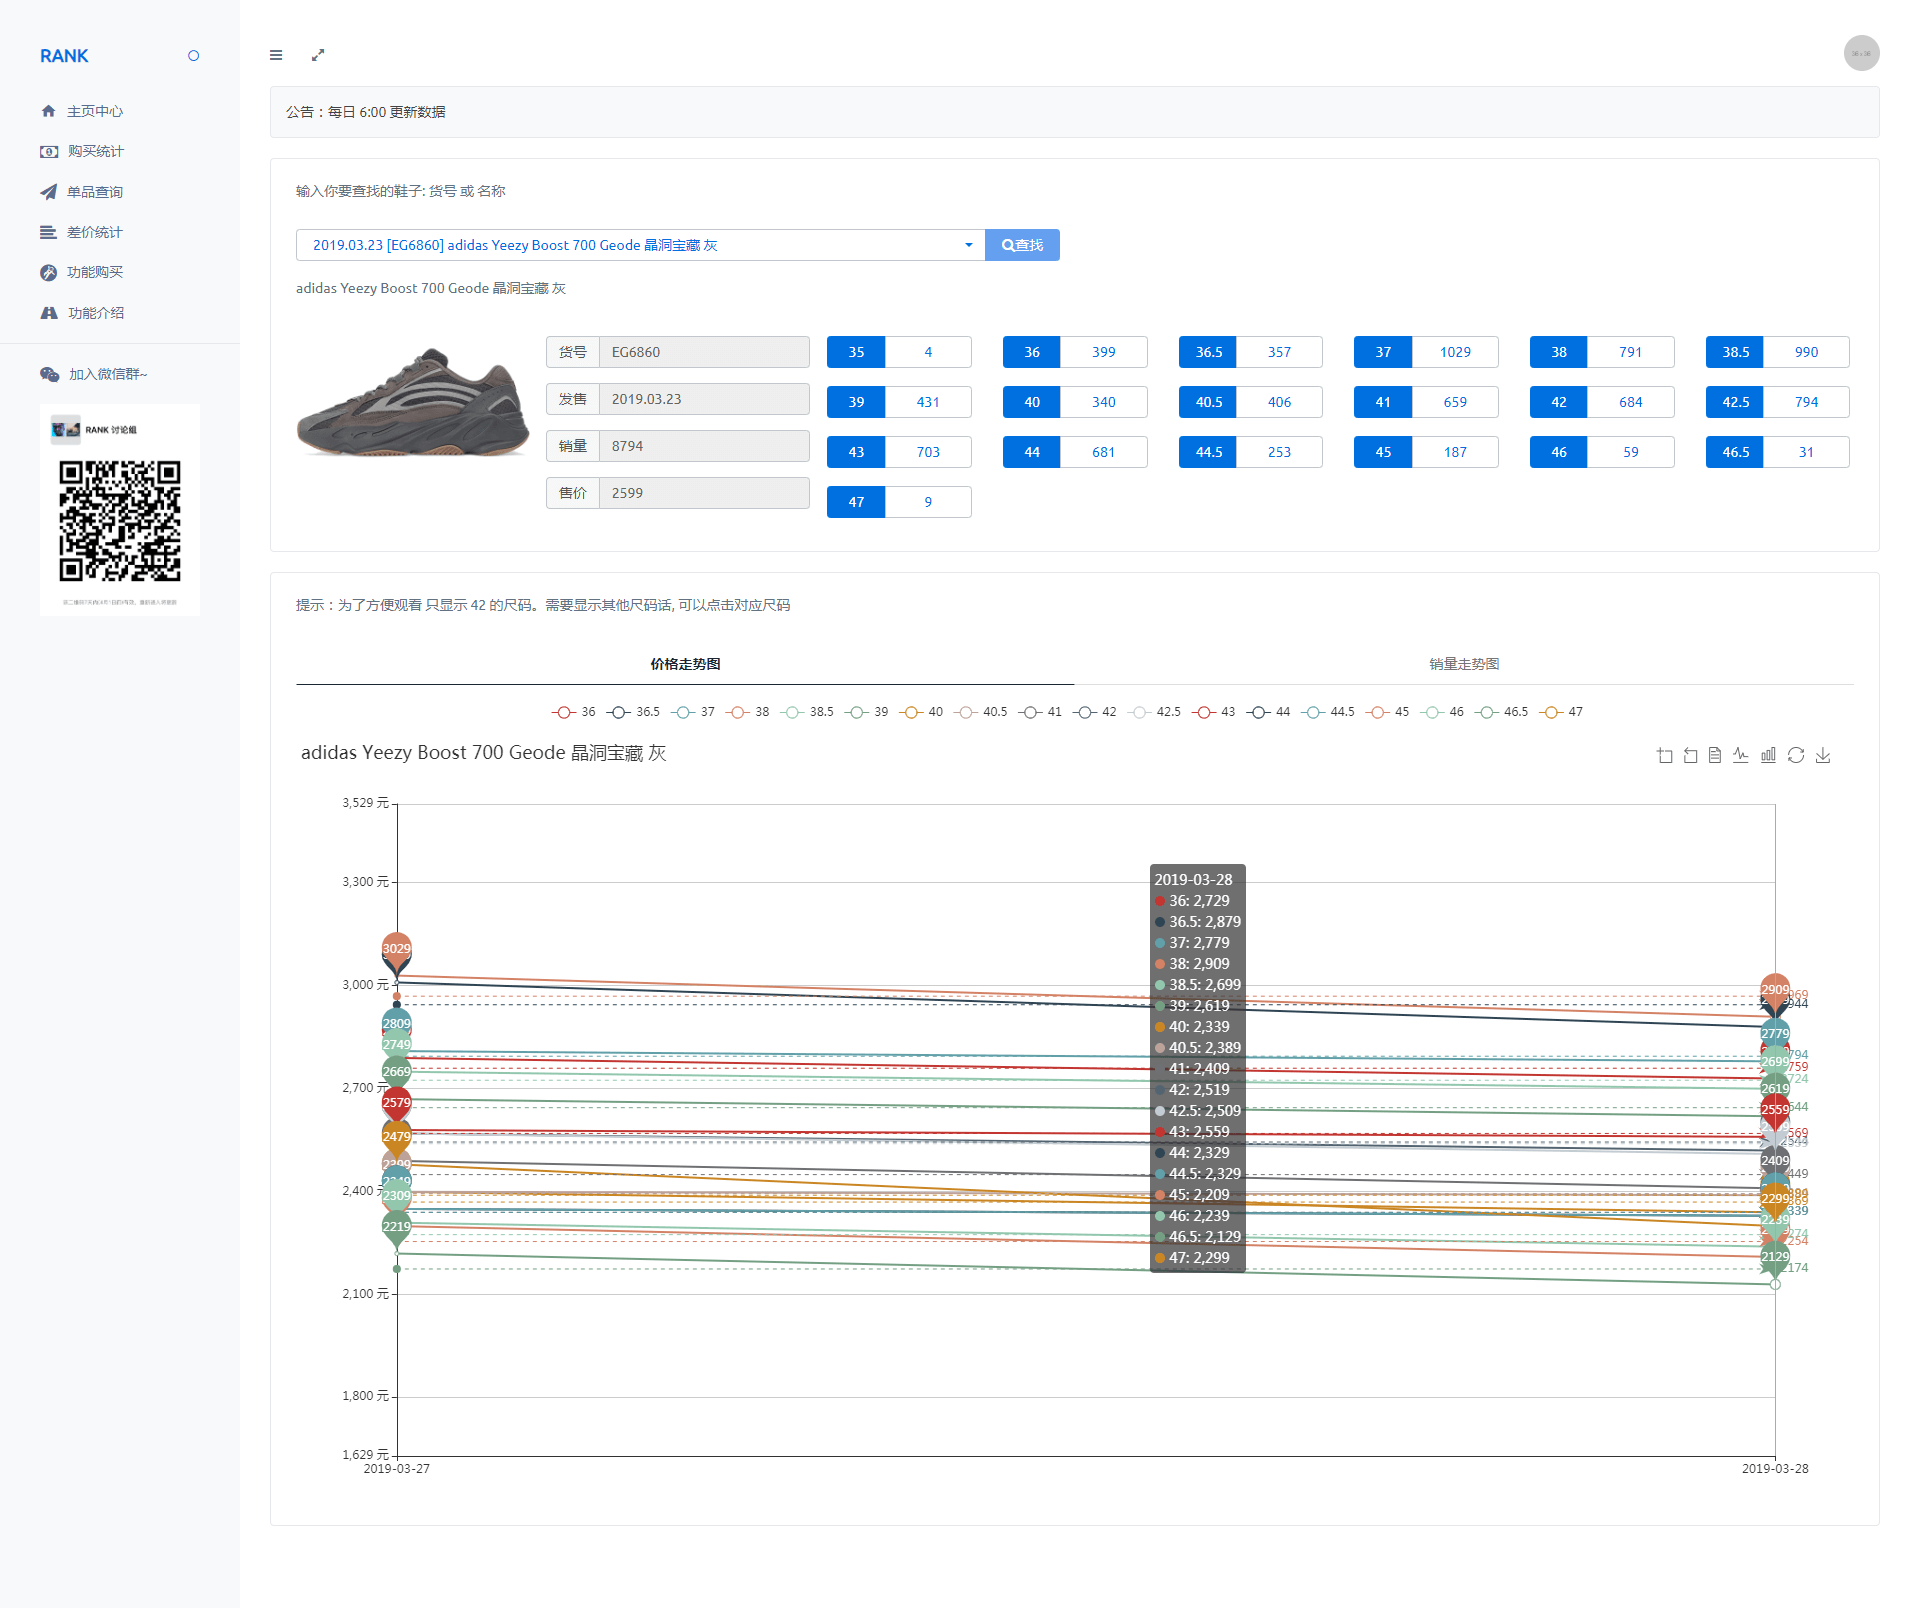 RANK
主页中心
购买统计
单品查询
差价统计
功能购买
功能介绍
加入微信群~
RANK 讨论组
公告：每日 6:00 更新数据
输入你要查找的鞋子: 货号 或 名称
2019.03.23 [EG6860] adidas Yeezy Boost 700 Geode 晶洞宝藏 灰
查找
adidas Yeezy Boost 700 Geode 晶洞宝藏 灰
货号 EG6860
发售 2019.03.23
销量 8794
售价 2599
35 4 36 399 36.5 357 37 1029 38 791 38.5 990
39 431 40 340 40.5 406 41 659 42 684 42.5 794
43 703 44 681 44.5 253 45 187 46 59 46.5 31
47 9
提示：为了方便观看 只显示 42 的尺码。需要显示其他尺码话, 可以点击对应尺码
价格走势图 销量走势图
36 36.5 37 38 38.5 39 40 40.5 41 42 42.5 43 44 44.5 45 46 46.5 47
adidas Yeezy Boost 700 Geode 晶洞宝藏 灰
3,529 元
3,300 元
3,000 元
2,700 元
2,400 元
2,100 元
1,800 元
1,629 元
3029
2809
2749
2669
2579
2479
2309
2219
2019-03-28
36: 2,729
36.5: 2,879
37: 2,779
38: 2,909
38.5: 2,699
39: 2,619
40: 2,339
40.5: 2,389
41: 2,409
42: 2,519
42.5: 2,509
43: 2,559
44: 2,329
44.5: 2,329
45: 2,209
46: 2,239
46.5: 2,129
47: 2,299
2909
2779
2699
2619
2559
2409
2299
2129
2019-03-27
2019-03-28